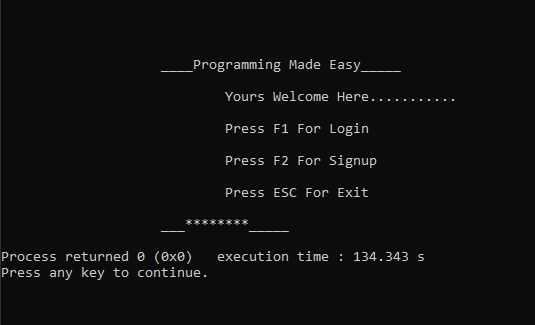 ____Programming Made Easy_____
Yours Welcome Here...........
Press F1 For Login
Press F2 For Signup
Press ESC For Exit
___********_____
Process returned 0 (0x0)   execution time : 134.343 s
Press any key to continue.